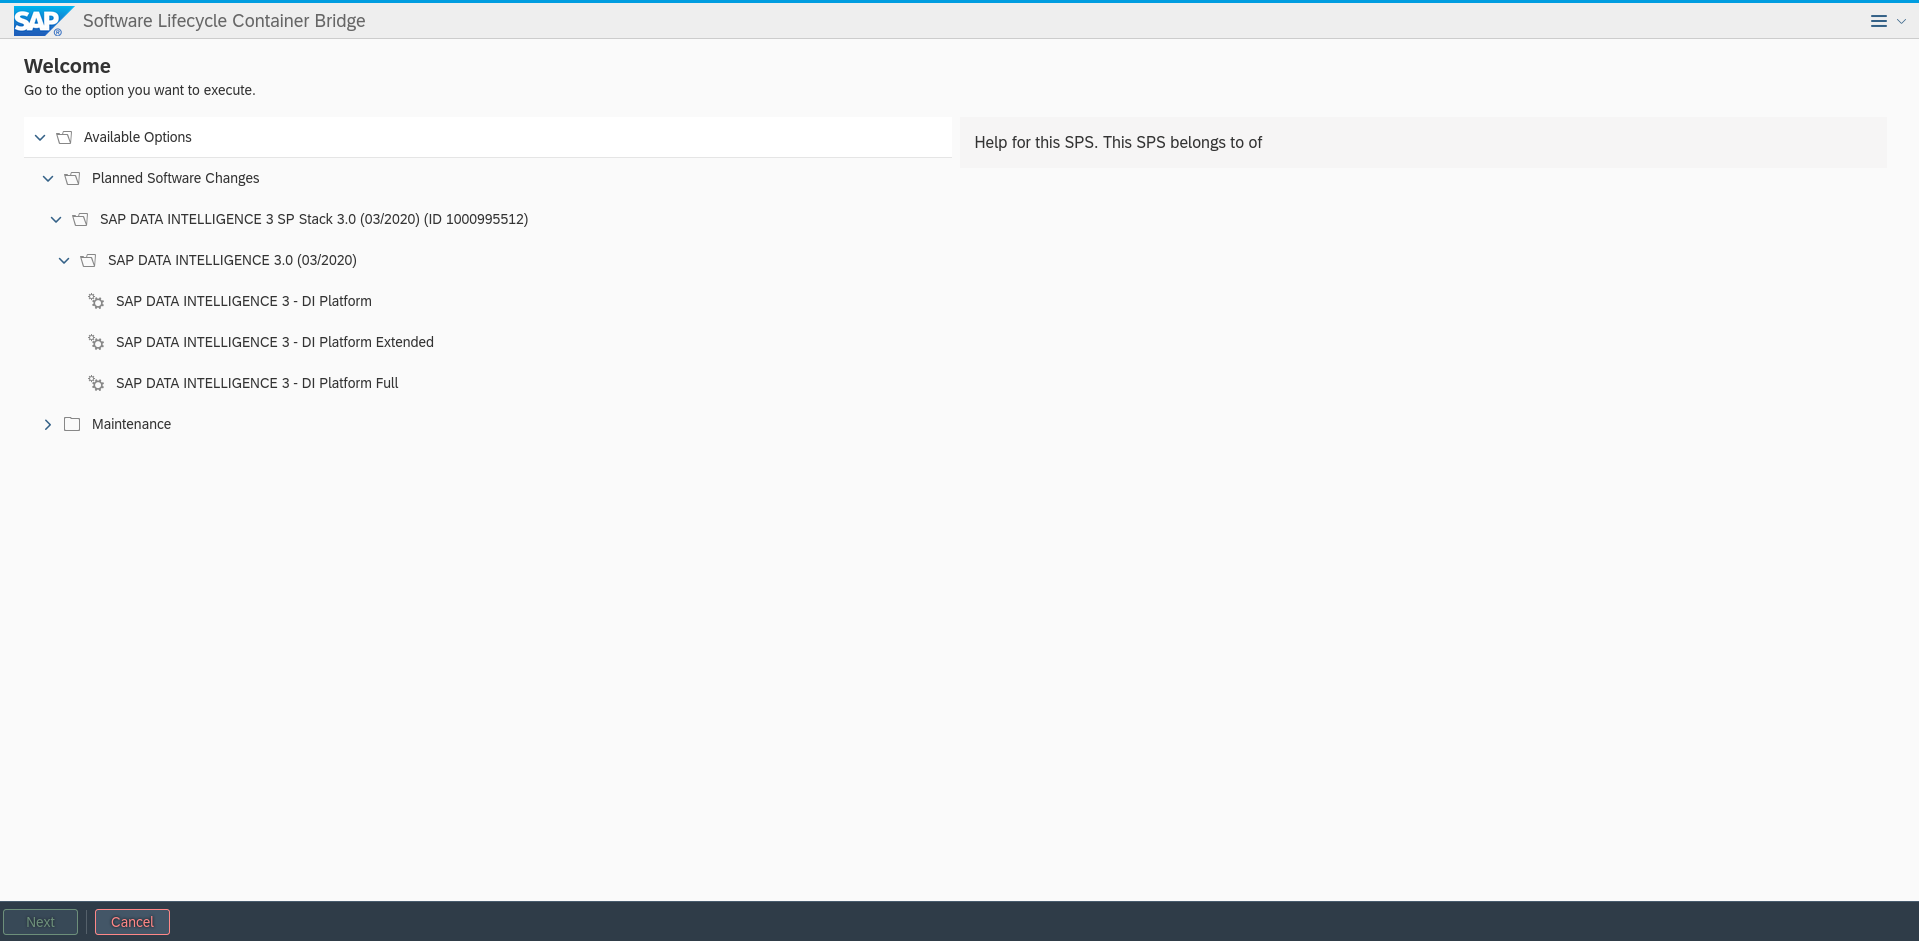 SAP® Software Lifecycle Container Bridge
Welcome
Go to the option you want to execute.
Available Options
Planned Software Changes
SAP DATA INTELLIGENCE 3 SP Stack 3.0 (03/2020) (ID 1000995512)
SAP DATA INTELLIGENCE 3.0 (03/2020)
SAP DATA INTELLIGENCE 3 - DI Platform
SAP DATA INTELLIGENCE 3 - DI Platform Extended
SAP DATA INTELLIGENCE 3 - DI Platform Full
Maintenance
Help for this SPS. This SPS belongs to of
Next
Cancel